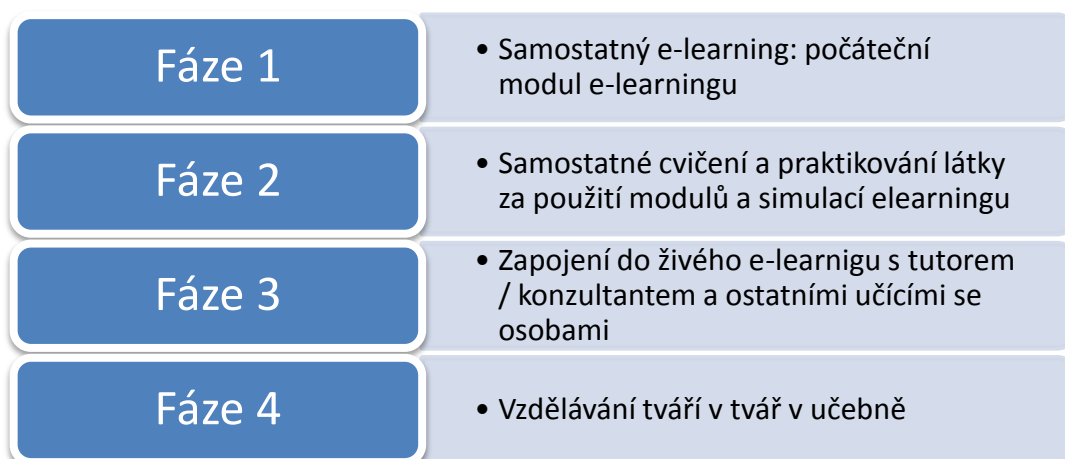 Fáze 1
• Samostatný e-learning: počáteční
modul e-learningu
Fáze 2
• Samostatné cvičení a praktikování látky
za použití modulů a simulací elearningu
Fáze 3
• Zapojení do živého e-learnigu s tutorem
/ konzultantem a ostatními učícími se
osobami
Fáze 4
• Vzdělávání tváří v tvář v učebně